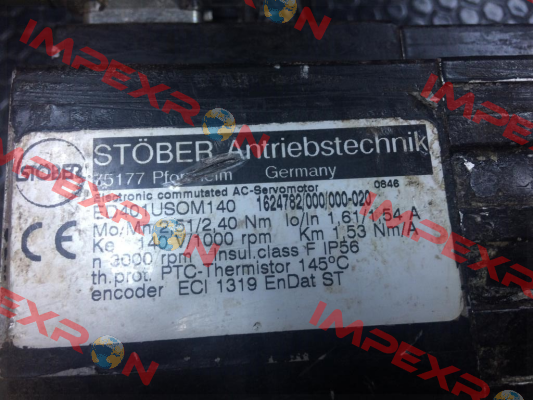 STÖBER
STÖBER Antriebstechnik
75177 Pforzheim Germany
Electronic commutated AC-Servomotor 0846
ED401USOM140 1624762/000/000-020
Mo/Mn 2,51/2,40 Nm Io/In 1,61/1,54 A
Ke 140 V/1000 rpm Km 1,53 Nm/A
n 3000 rpm Insul.class F IP56
th.prot. PTC-Thermistor 145°C
encoder ECI 1319 EnDat ST
CE
IMPEXRON
IMPEXRON
IMPEXRON
IMPEXRON